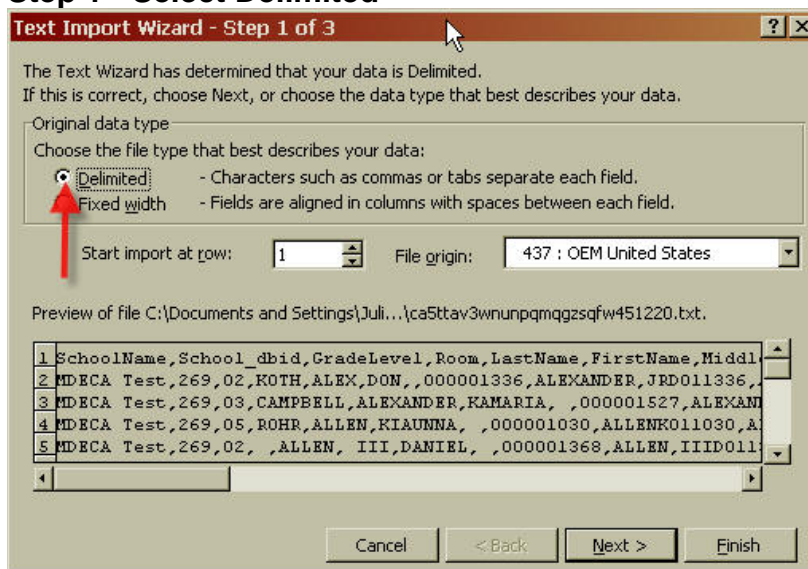 Step 1 - Select Delimited
Text Import Wizard - Step 1 of 3
The Text Wizard has determined that your data is Delimited.
If this is correct, choose Next, or choose the data type that best describes your data.
Original data type
Choose the file type that best describes your data:
Delimited - Characters such as commas or tabs separate each field.
Fixed width - Fields are aligned in columns with spaces between each field.
Start import at row: 1 File origin: 437 : OEM United States
Preview of file C:\Documents and Settings\Juli...\ca5ttav3wnunpqmqgzsqfw451220.txt.
1 SchoolName,School_dbid,GradeLevel,Room,LastName,FirstName,Middl
2 MDECA Test,269,02,KOTH,ALEX,DON,,000001336,ALEXANDER,JRD011336,
3 MDECA Test,269,03,CAMPBELL,ALEXANDER,KAMARIA, ,000001527,ALEXAN
4 MDECA Test,269,05,ROHR,ALLEN,KIAUNNA, ,000001030,ALLENK011030,A
5 MDECA Test,269,02, ,ALLEN, III,DANIEL, ,000001368,ALLEN,IIID011
Cancel < Back Next > Finish